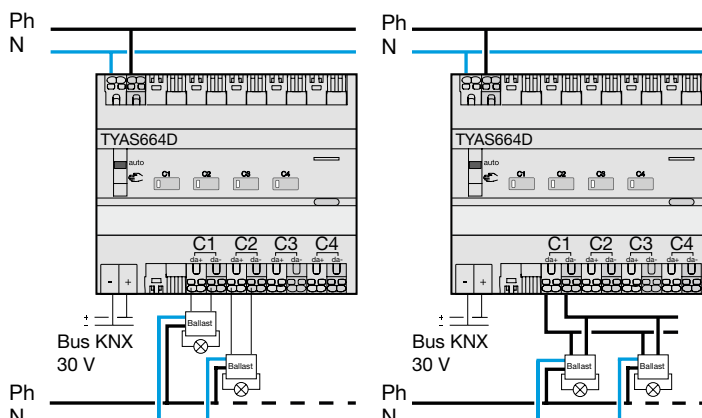 Ph
N
TYAS664D
auto
C1 C2 C3 C4
C1 C2 C3 C4
da+ da- da+ da- da+ da- da+ da-
- +
Bus KNX
30 V
Ballast
Ballast
Ph
N
Ph
N
TYAS664D
auto
C1 C2 C3 C4
C1 C2 C3 C4
da+ da- da+ da- da+ da- da+ da-
- +
Bus KNX
30 V
Ballast
Ballast
Ph
N